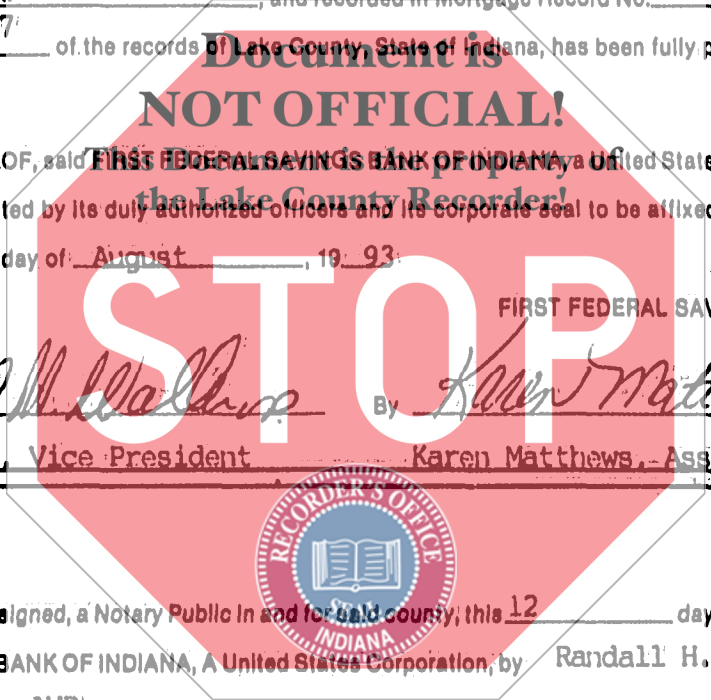 , and recorded in Mortgage Record No.
7
of the records of Lake County, State of Indiana, has been fully p
Document is
NOT OFFICIAL!
OF, said FIRST FEDERAL SAVINGS BANK OF INDIANA, a United State
This Document is the property of
the Lake County Recorder!
ted by its duly authorized officers and its corporate seal to be affixed
day of August, 19 93
STOP
FIRST FEDERAL SAV
By Karen Matt
Vice President Karen Matthews, Ass
RECORDER'S OFFICE
SEAL
INDIANA
signed, a Notary Public in and for said county, this 12 day
BANK OF INDIANA, A United States Corporation, by Randall H.